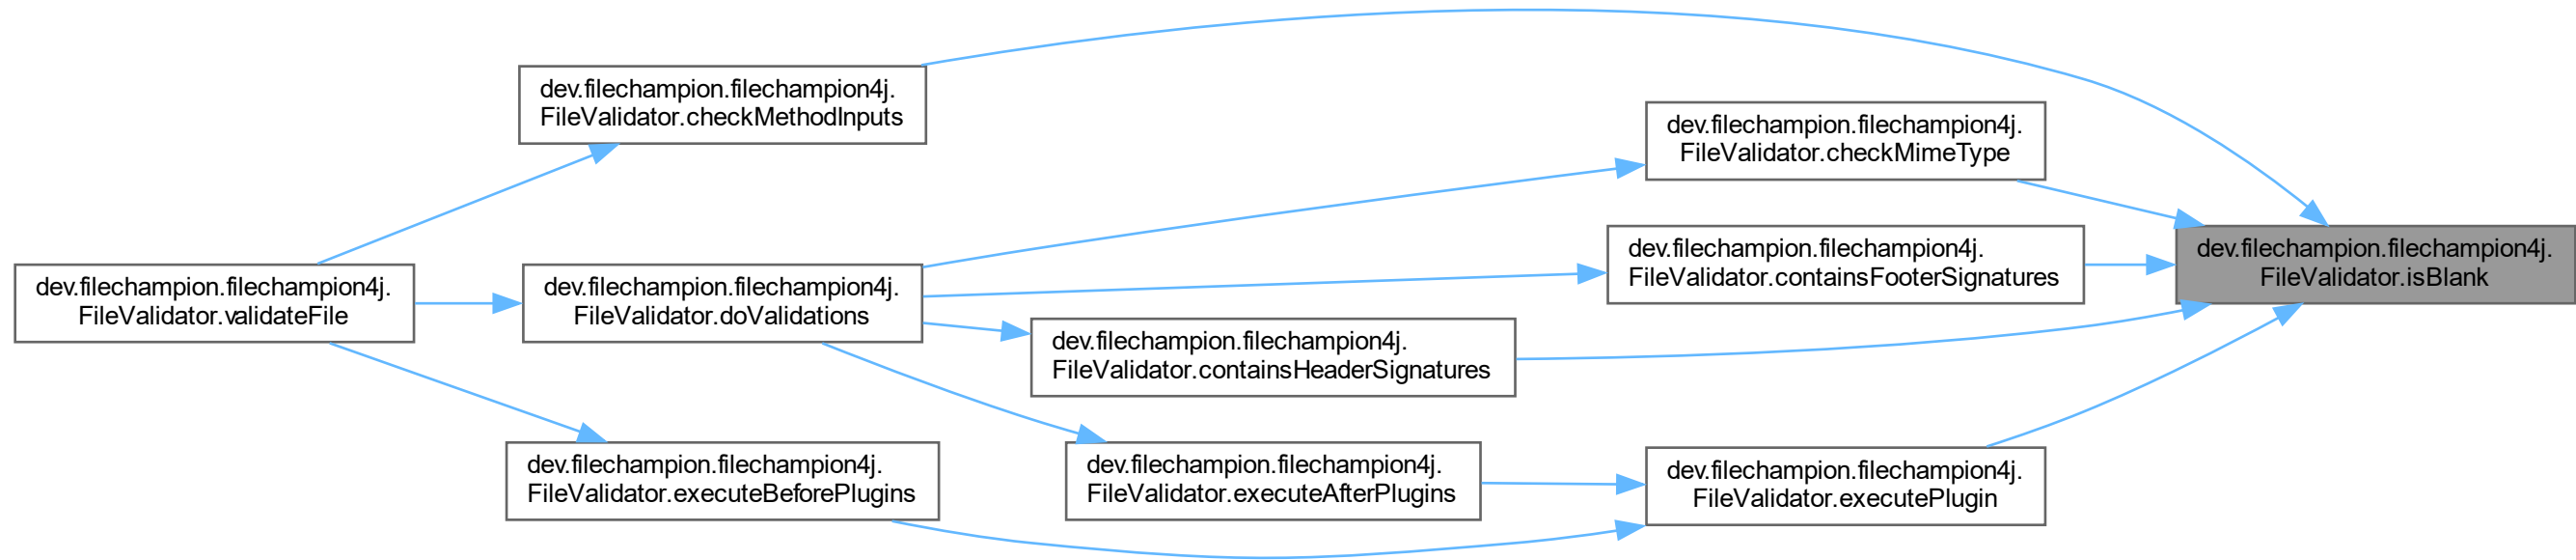 dev.filechampion.filechampion4j.
FileValidator.checkMethodInputs
dev.filechampion.filechampion4j.
FileValidator.checkMimeType
dev.filechampion.filechampion4j.
FileValidator.containsFooterSignatures
dev.filechampion.filechampion4j.
FileValidator.isBlank
dev.filechampion.filechampion4j.
FileValidator.validateFile
dev.filechampion.filechampion4j.
FileValidator.doValidations
dev.filechampion.filechampion4j.
FileValidator.containsHeaderSignatures
dev.filechampion.filechampion4j.
FileValidator.executeBeforePlugins
dev.filechampion.filechampion4j.
FileValidator.executeAfterPlugins
dev.filechampion.filechampion4j.
FileValidator.executePlugin